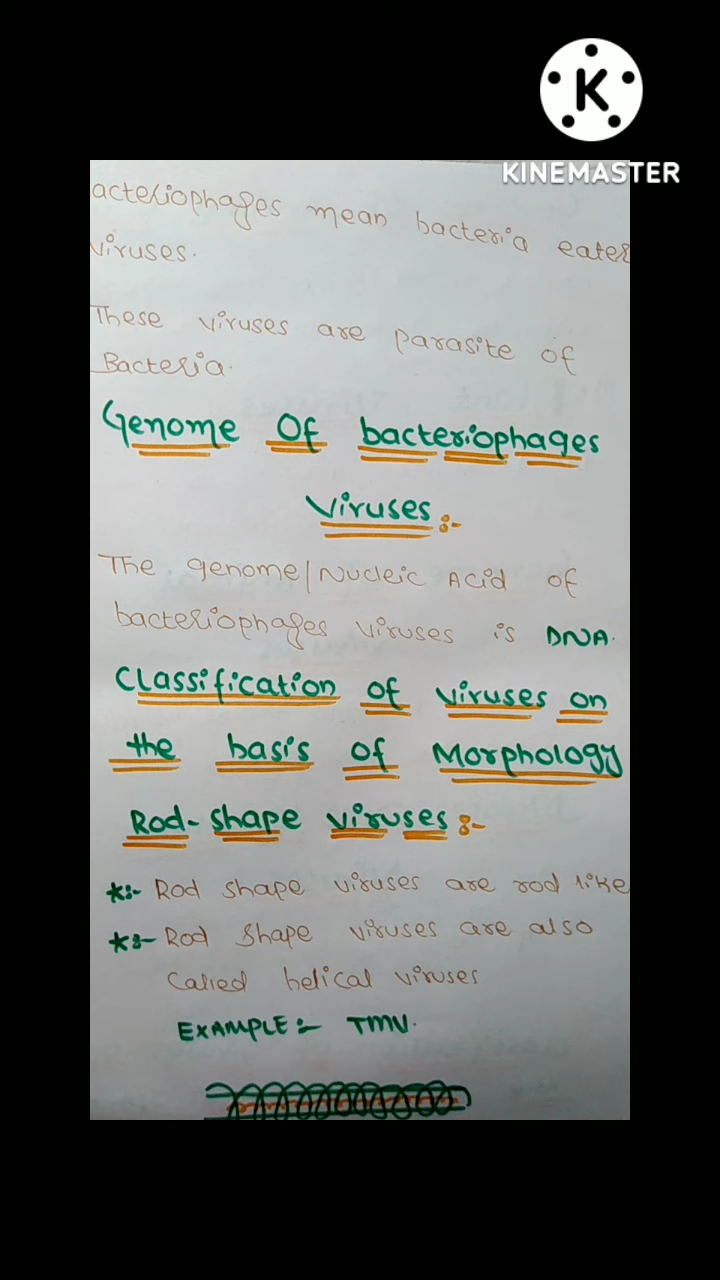 K
KINEMASTER
acteriophages mean bacteria eater
viruses.
These viruses are parasite of
Bacteria.
Genome Of bacteriophages
Viruses:-
The genome/Nucleic Acid of
bacteriophages viruses is DNA.
Classification of viruses on
the basis of Morphology
Rod-shape viruses:-
*:- Rod shape viruses are rod like
*:- Rod shape viruses are also
called helical viruses
EXAMPLE:- TMV.